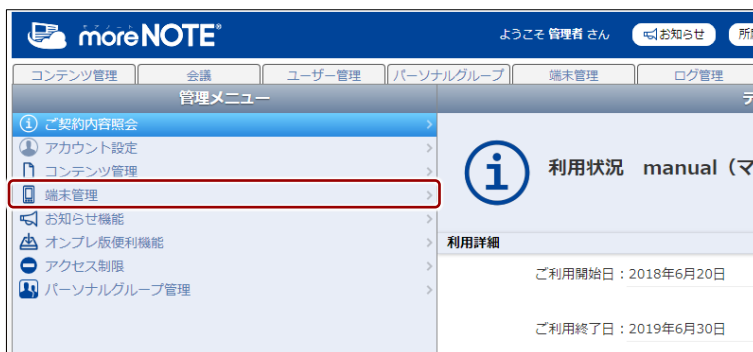 モアノート
moreNOTE®
ようこそ 管理者 さん
お知らせ
コンテンツ管理
会議
ユーザー管理
パーソナルグループ
端末管理
ログ管理
管理メニュー
ご契約内容照会
アカウント設定
コンテンツ管理
端末管理
お知らせ機能
オンプレ版便利機能
アクセス制限
パーソナルグループ管理
利用状況 manual（マ
利用詳細
ご利用開始日：2018年6月20日
ご利用終了日：2019年6月30日